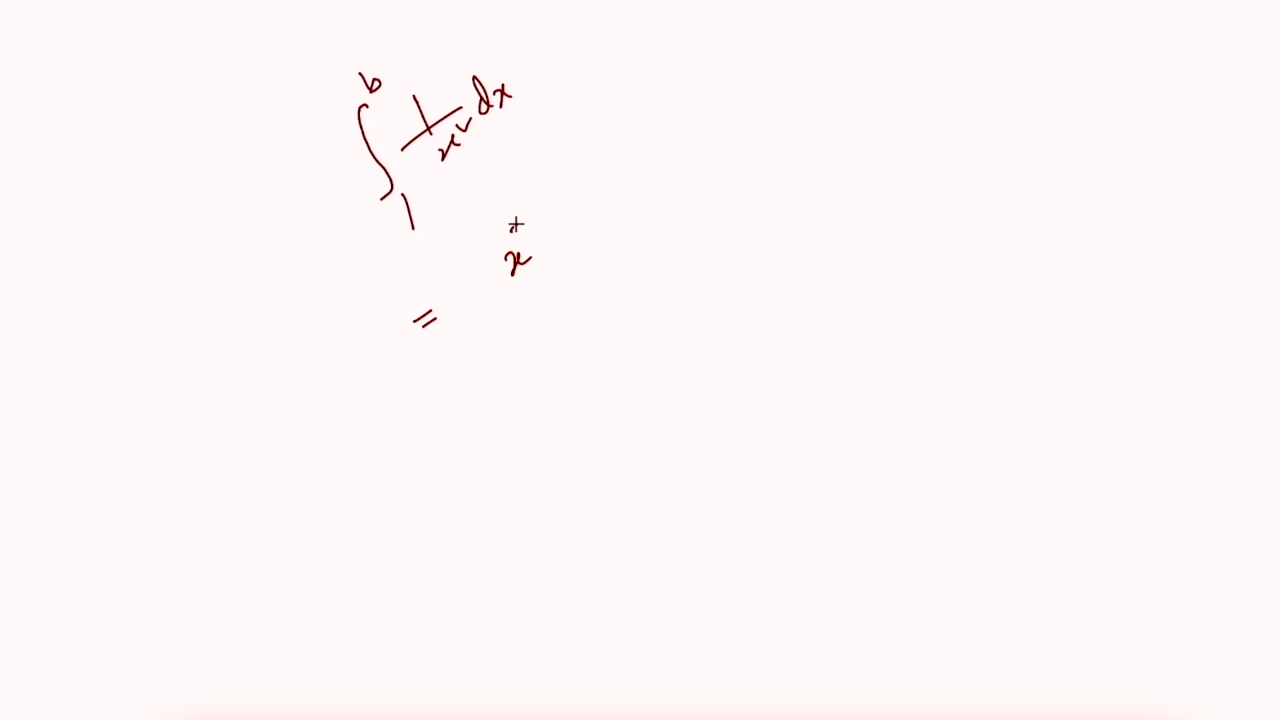 ∫₁ᵇ 1/x² dx
x
=